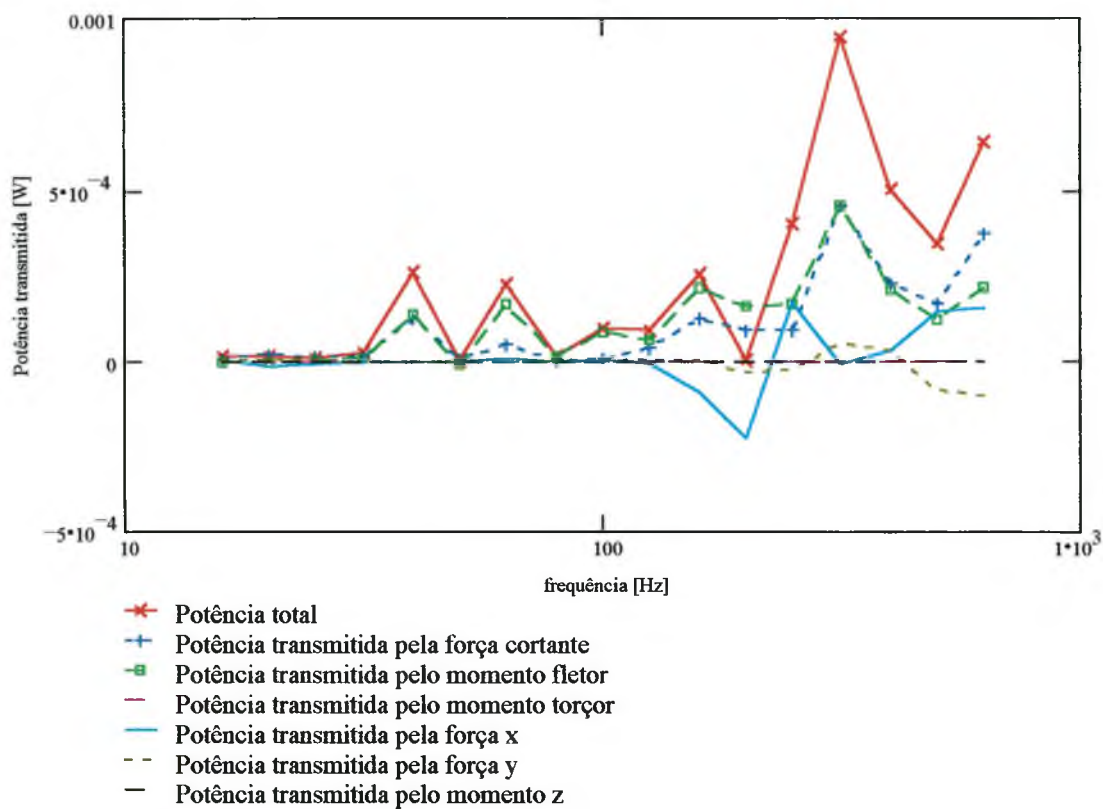 0.001
Potência transmitida [W]
5•10⁻⁴
0
−5•10⁻⁴
10
100
1•10³
frequência [Hz]
Potência total
Potência transmitida pela força cortante
Potência transmitida pelo momento fletor
Potência transmitida pelo momento torçor
Potência transmitida pela força x
Potência transmitida pela força y
Potência transmitida pelo momento z